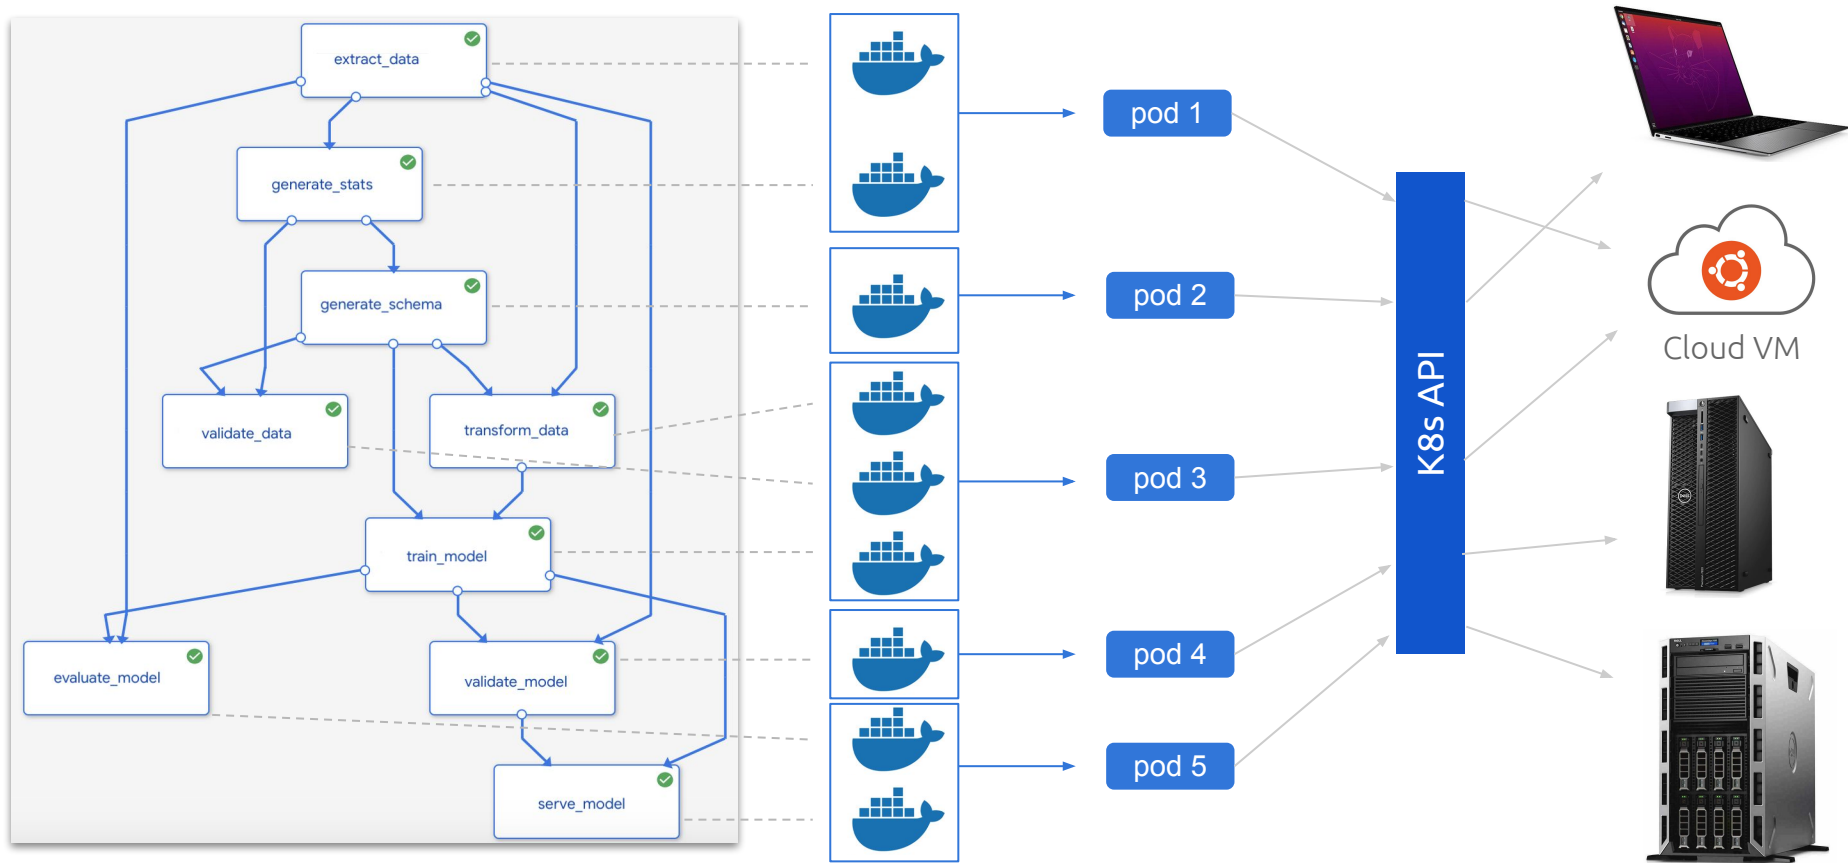 extract_data
generate_stats
generate_schema
validate_data
transform_data
train_model
evaluate_model
validate_model
serve_model
pod 1
pod 2
pod 3
pod 4
pod 5
K8s API
Cloud VM